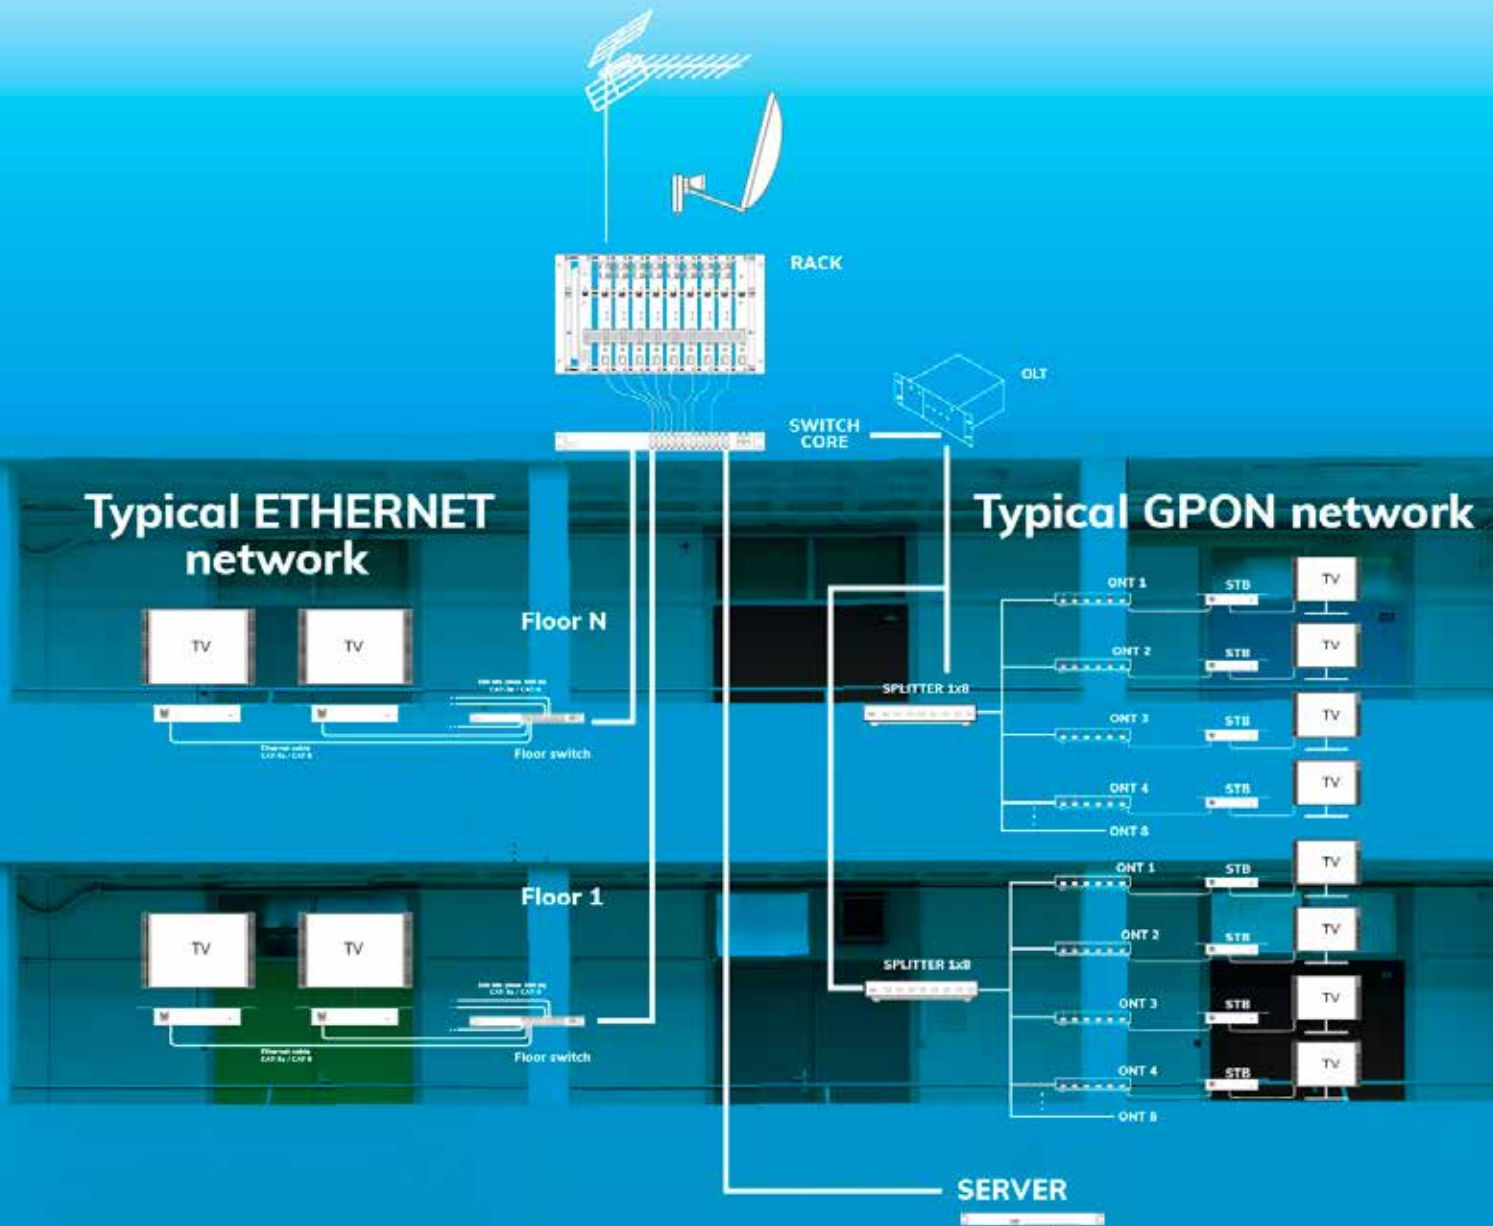 RACK
OLT
SWITCH
CORE
Typical ETHERNET
network
Typical GPON network
Floor N
TV
TV
Floor switch
ONT 1
STB
TV
ONT 2
STB
TV
SPLITTER 1x8
ONT 3
STB
TV
ONT 4
STB
TV
ONT 8
Floor 1
TV
TV
Floor switch
ONT 1
STB
TV
ONT 2
STB
TV
SPLITTER 1x8
ONT 3
STB
TV
ONT 4
STB
TV
ONT 8
SERVER